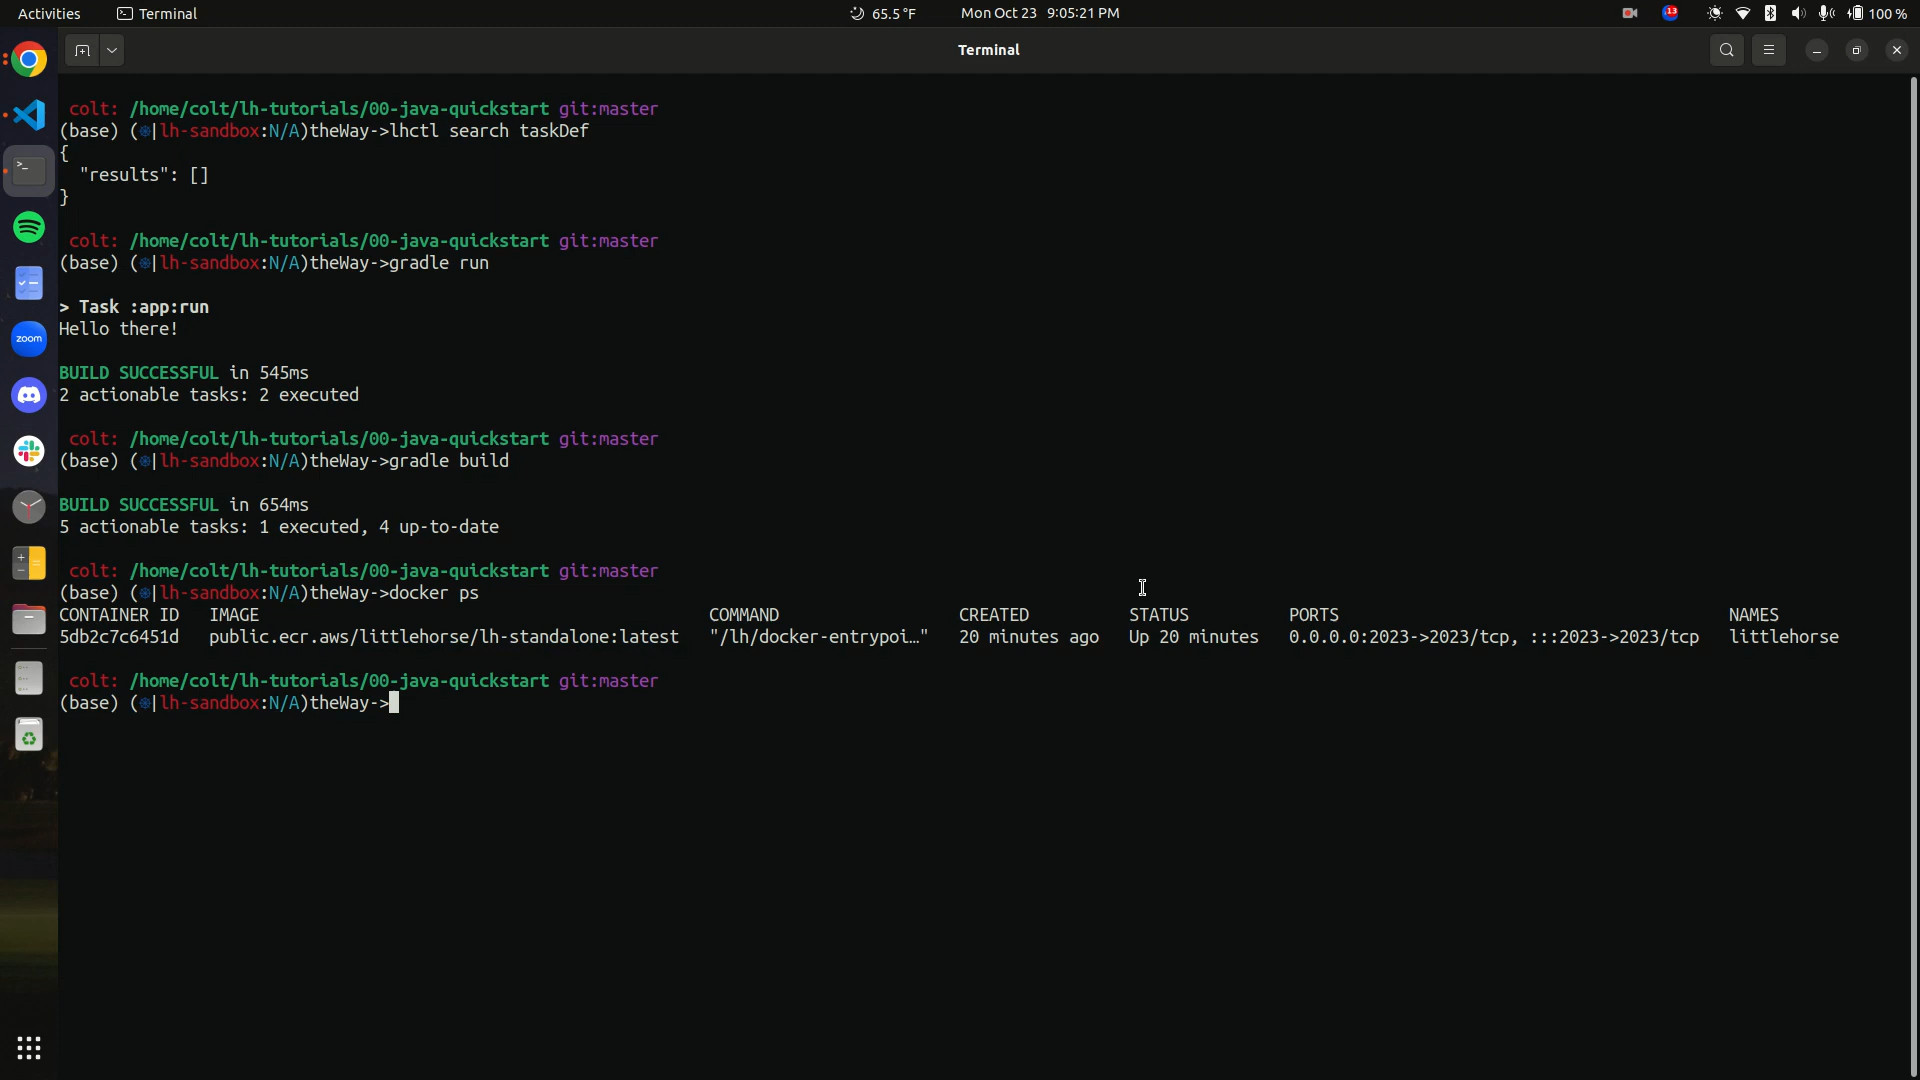 Activities
Terminal
65.5 °F
Mon Oct 23 9:05:21 PM
13
100 %
Terminal
colt: /home/colt/lh-tutorials/00-java-quickstart git:master
(base) (⎈|lh-sandbox:N/A)theWay->lhctl search taskDef
{
"results": []
}
colt: /home/colt/lh-tutorials/00-java-quickstart git:master
(base) (⎈|lh-sandbox:N/A)theWay->gradle run
> Task :app:run
Hello there!
BUILD SUCCESSFUL in 545ms
2 actionable tasks: 2 executed
colt: /home/colt/lh-tutorials/00-java-quickstart git:master
(base) (⎈|lh-sandbox:N/A)theWay->gradle build
BUILD SUCCESSFUL in 654ms
5 actionable tasks: 1 executed, 4 up-to-date
colt: /home/colt/lh-tutorials/00-java-quickstart git:master
(base) (⎈|lh-sandbox:N/A)theWay->docker ps
CONTAINER ID IMAGE COMMAND CREATED STATUS PORTS NAMES
5db2c7c6451d public.ecr.aws/littlehorse/lh-standalone:latest "/lh/docker-entrypoi…" 20 minutes ago Up 20 minutes 0.0.0.0:2023->2023/tcp, :::2023->2023/tcp littlehorse
colt: /home/colt/lh-tutorials/00-java-quickstart git:master
(base) (⎈|lh-sandbox:N/A)theWay->
zoom